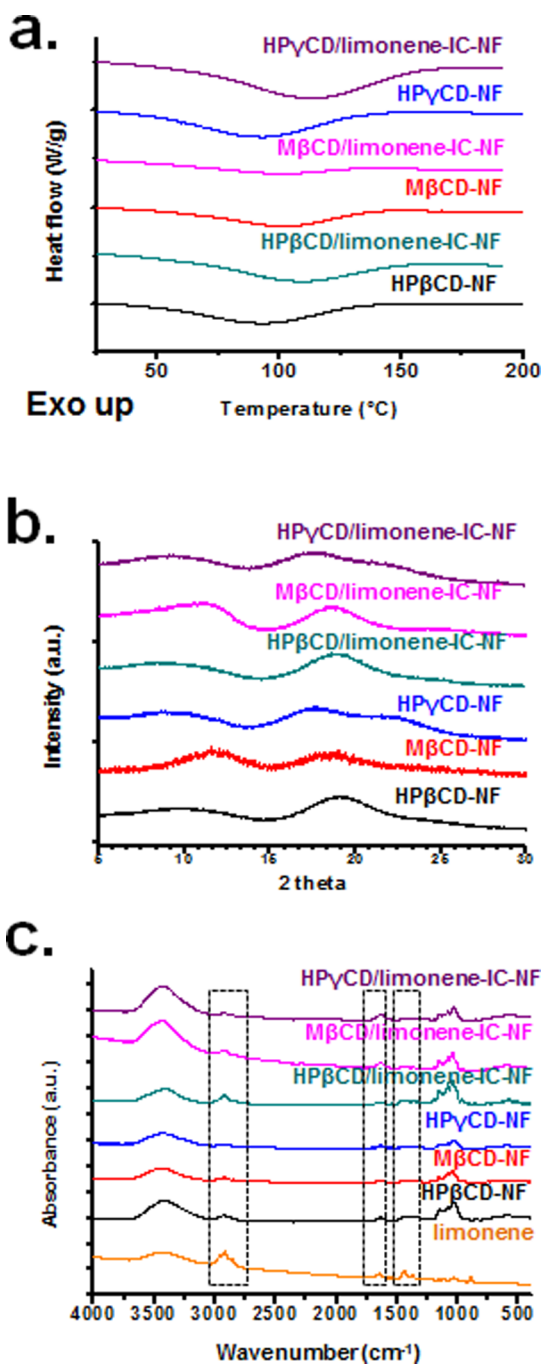 a.
HPγCD/limonene-IC-NF
HPγCD-NF
MβCD/limonene-IC-NF
MβCD-NF
HPβCD/limonene-IC-NF
HPβCD-NF
Heat flow (W/g)
50 100 150 200
Exo up
Temperature (°C)
b.
HPγCD/limonene-IC-NF
MβCD/limonene-IC-NF
HPβCD/limonene-IC-NF
HPγCD-NF
MβCD-NF
HPβCD-NF
Intensity (a.u.)
5 10 15 20 25 30
2 theta
c.
HPγCD/limonene-IC-NF
MβCD/limonene-IC-NF
HPβCD/limonene-IC-NF
HPγCD-NF
MβCD-NF
HPβCD-NF
limonene
Absorbance (a.u.)
4000 3500 3000 2500 2000 1500 1000 500
Wavenumber (cm-1)